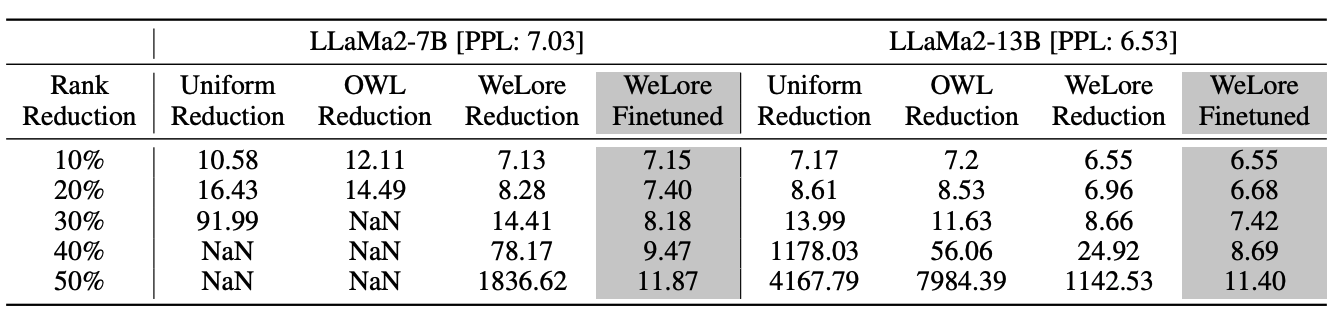 LLaMa2-7B [PPL: 7.03] LLaMa2-13B [PPL: 6.53]
Rank Uniform OWL WeLore WeLore Uniform OWL WeLore WeLore
Reduction Reduction Reduction Reduction Finetuned Reduction Reduction Reduction Finetuned
10% 10.58 12.11 7.13 7.15 7.17 7.2 6.55 6.55
20% 16.43 14.49 8.28 7.40 8.61 8.53 6.96 6.68
30% 91.99 NaN 14.41 8.18 13.99 11.63 8.66 7.42
40% NaN NaN 78.17 9.47 1178.03 56.06 24.92 8.69
50% NaN NaN 1836.62 11.87 4167.79 7984.39 1142.53 11.40